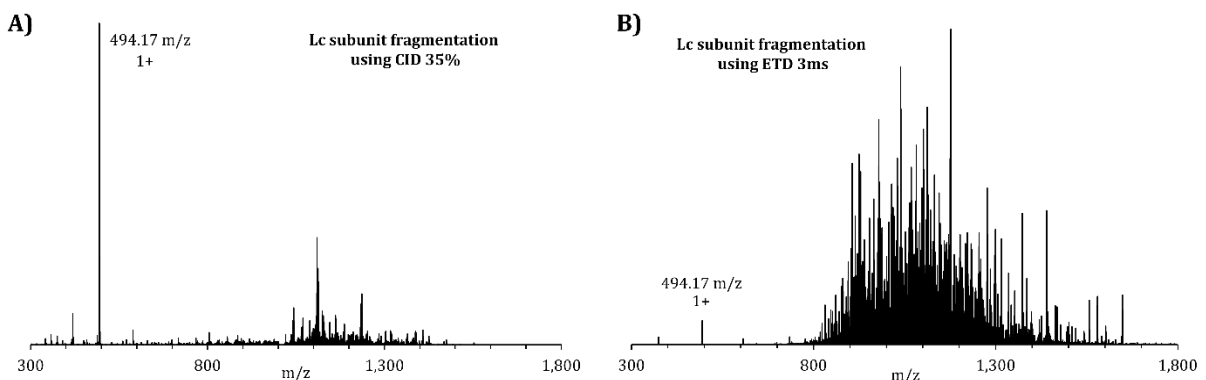 A)
494.17 m/z
1+
Lc subunit fragmentation
using CID 35%
300
800
1,300
1,800
m/z
B)
Lc subunit fragmentation
using ETD 3ms
494.17 m/z
1+
300
800
1,300
1,800
m/z